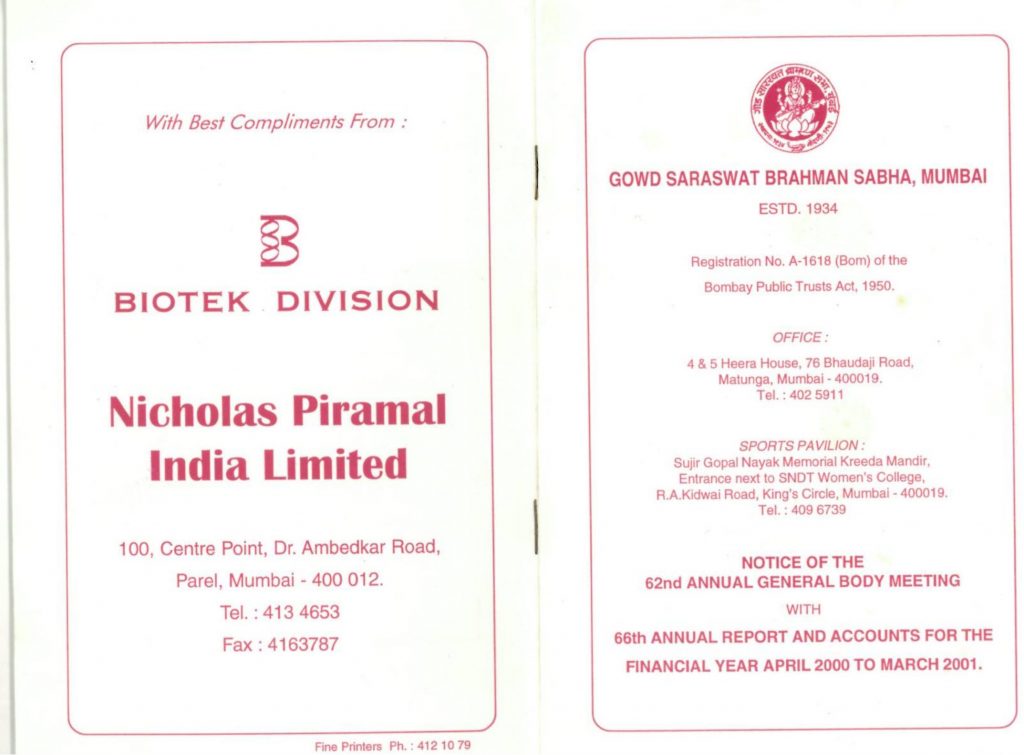 With Best Compliments From :
B
BIOTEK DIVISION
Nicholas Piramal
India Limited
100, Centre Point, Dr. Ambedkar Road,
Parel, Mumbai - 400 012.
Tel. : 413 4653
Fax : 4163787
Fine Printers Ph. : 412 10 79
गौड सारस्वत ब्राम्हण सभा, मुंबई
GOWD SARASWAT BRAHMAN SABHA, MUMBAI
ESTD. 1934
Registration No. A-1618 (Bom) of the
Bombay Public Trusts Act, 1950.
OFFICE :
4 & 5 Heera House, 76 Bhaudaji Road,
Matunga, Mumbai - 400019.
Tel. : 402 5911
SPORTS PAVILION :
Sujir Gopal Nayak Memorial Kreeda Mandir,
Entrance next to SNDT Women's College,
R.A.Kidwai Road, King's Circle, Mumbai - 400019.
Tel. : 409 6739
NOTICE OF THE
62nd ANNUAL GENERAL BODY MEETING
WITH
66th ANNUAL REPORT AND ACCOUNTS FOR THE
FINANCIAL YEAR APRIL 2000 TO MARCH 2001.